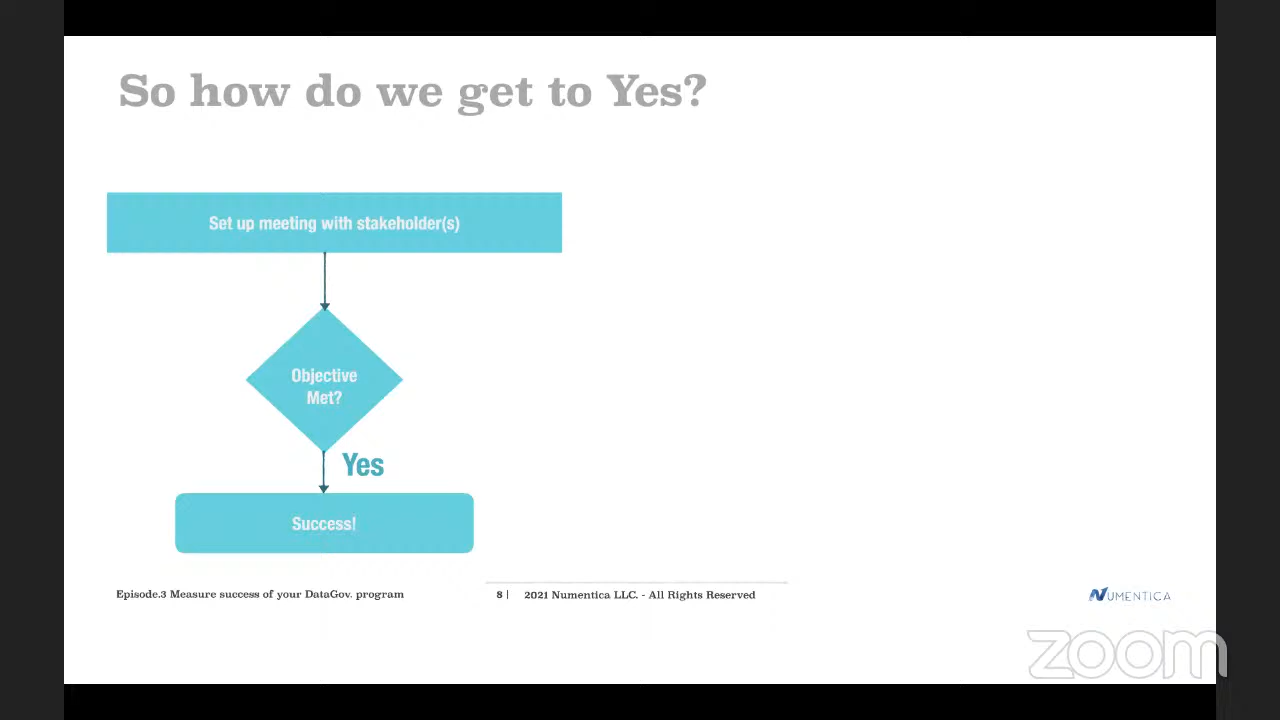 So how do we get to Yes?
Set up meeting with stakeholder(s)
Objective
Met?
Yes
Success!
Episode.3 Measure success of your DataGov. program
8 |
2021 Numentica LLC. - All Rights Reserved
NUMENTICA
zoom